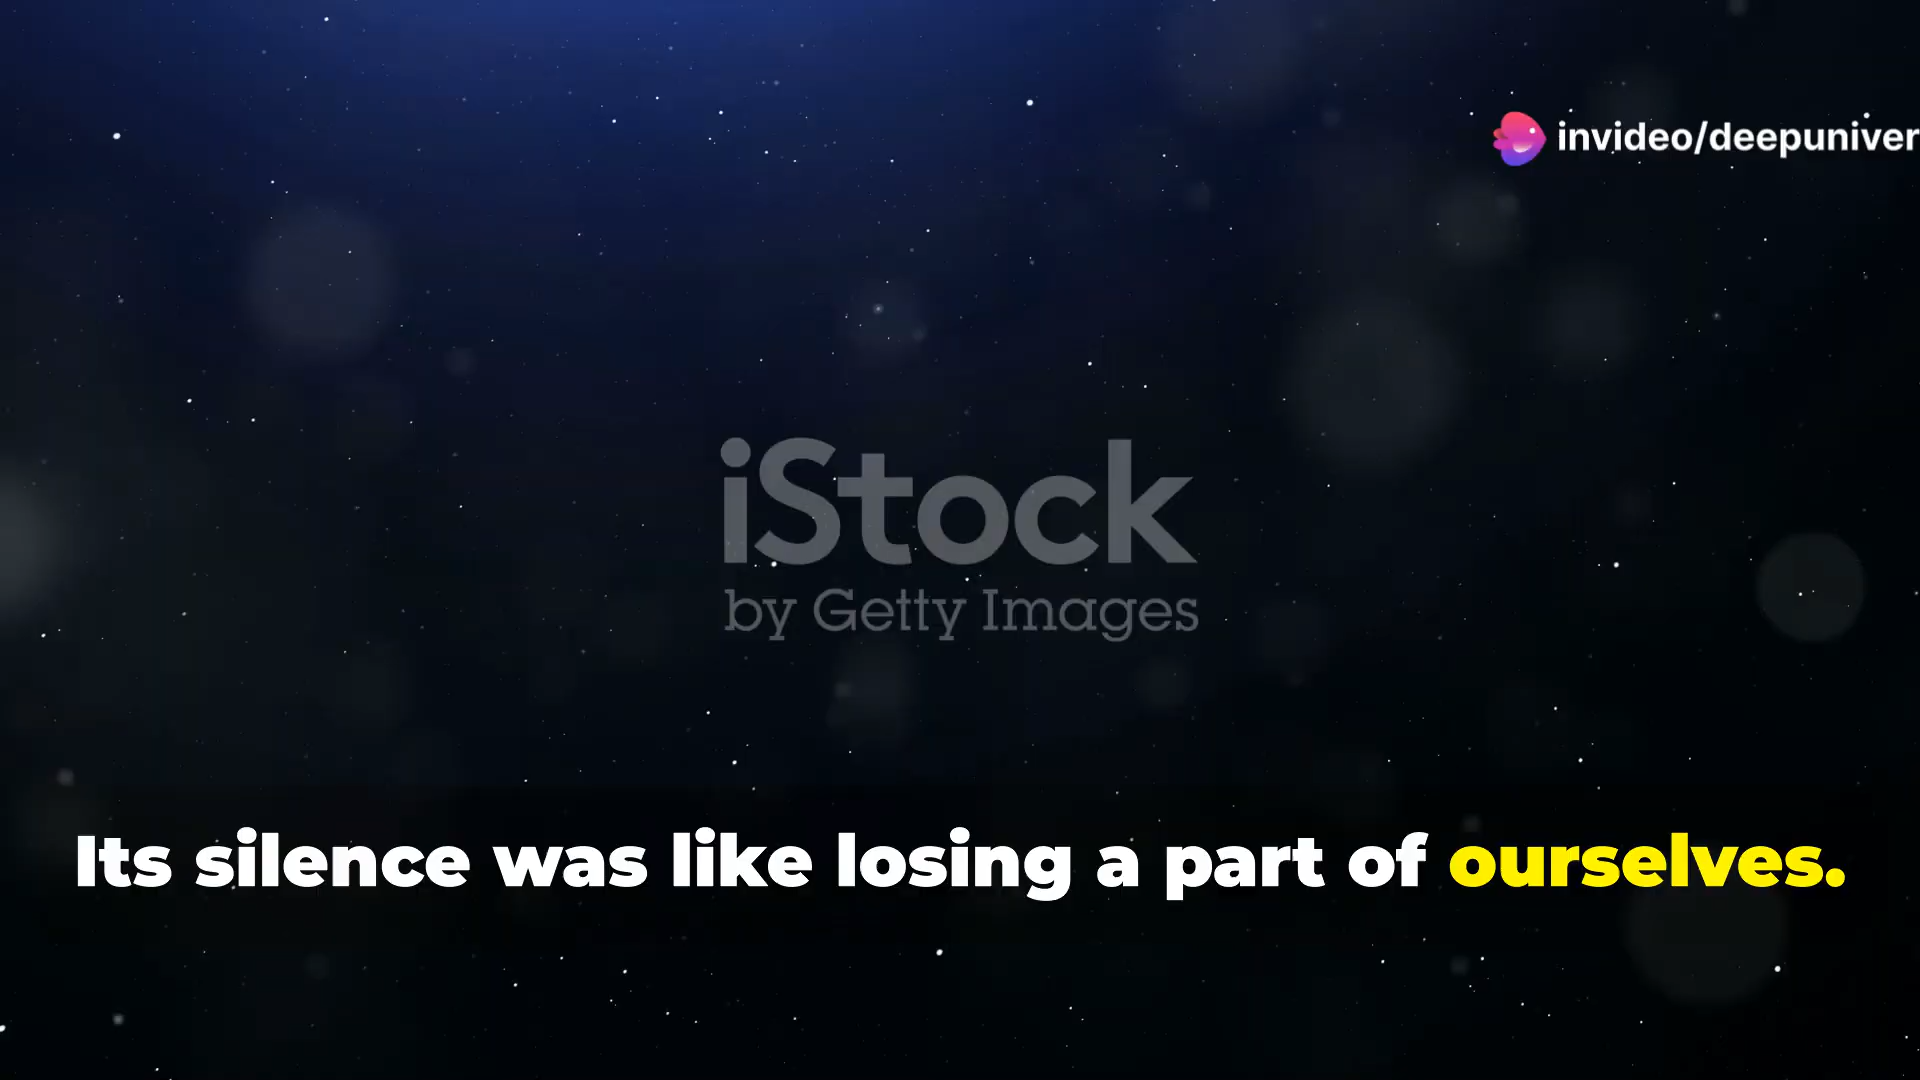 invideo/deepuniver
iStock
by Getty Images
Its silence was like losing a part of ourselves.